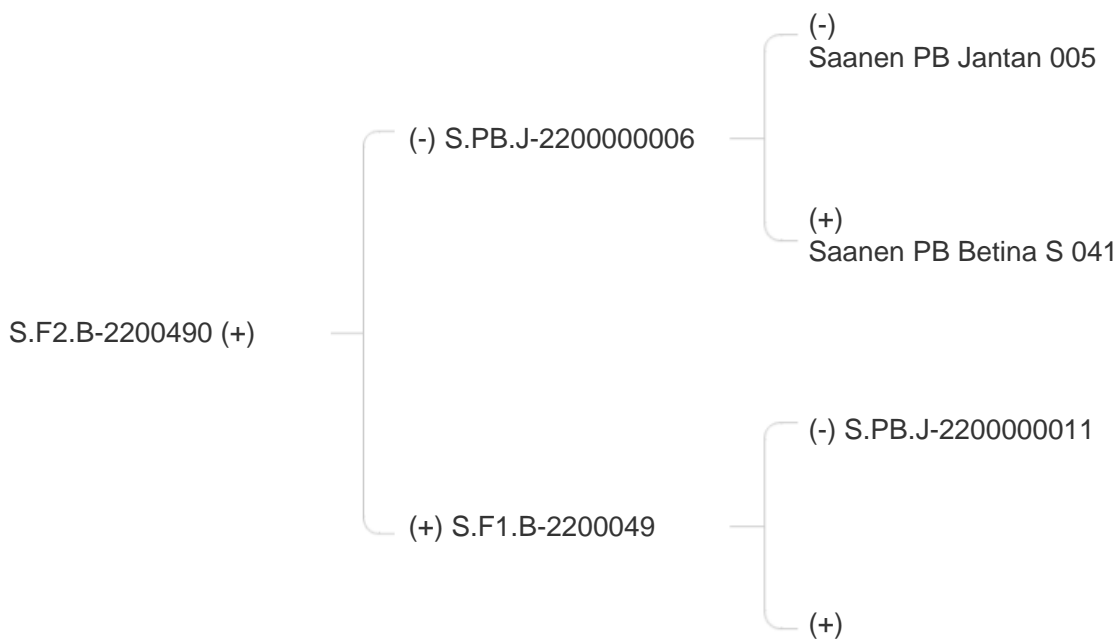 (-)
Saanen PB Jantan 005
(-) S.PB.J-2200000006
(+)
Saanen PB Betina S 041
S.F2.B-2200490 (+)
(-) S.PB.J-2200000011
(+) S.F1.B-2200049
(+)